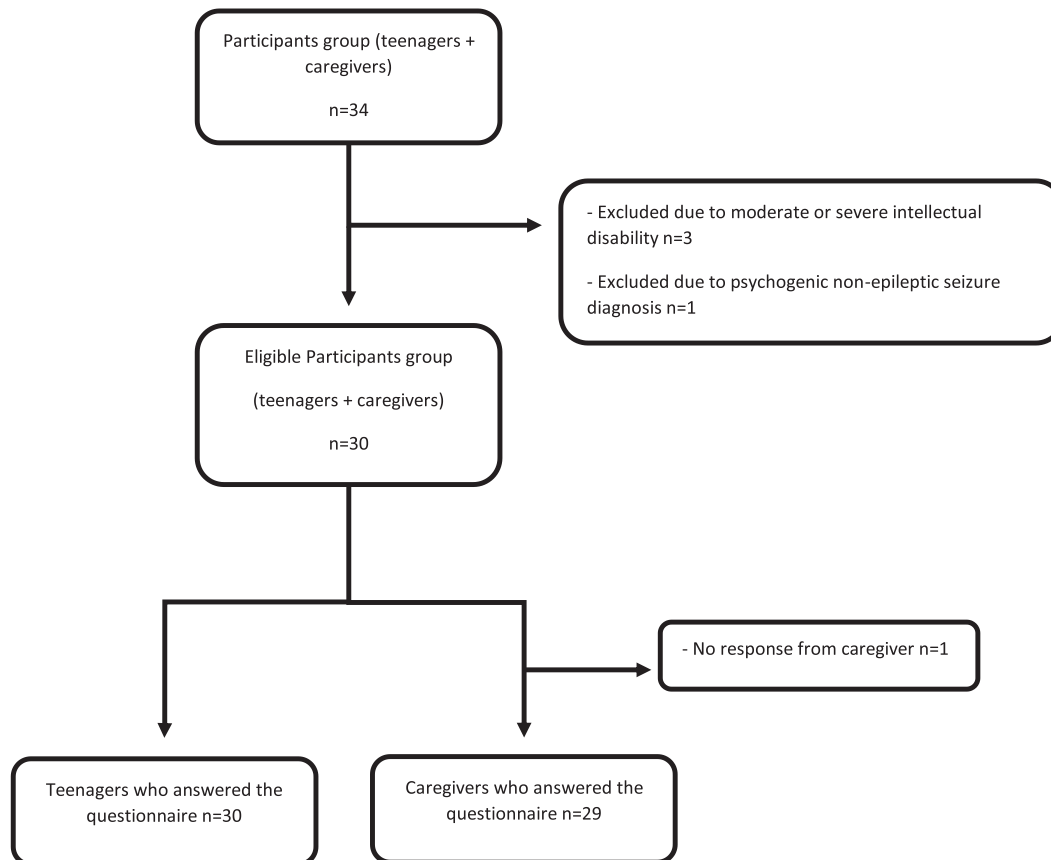 Participants group (teenagers +
caregivers)
n=34
- Excluded due to moderate or severe intellectual
disability n=3
- Excluded due to psychogenic non-epileptic seizure
diagnosis n=1
Eligible Participants group
(teenagers + caregivers)
n=30
- No response from caregiver n=1
Teenagers who answered the
questionnaire n=30
Caregivers who answered the
questionnaire n=29